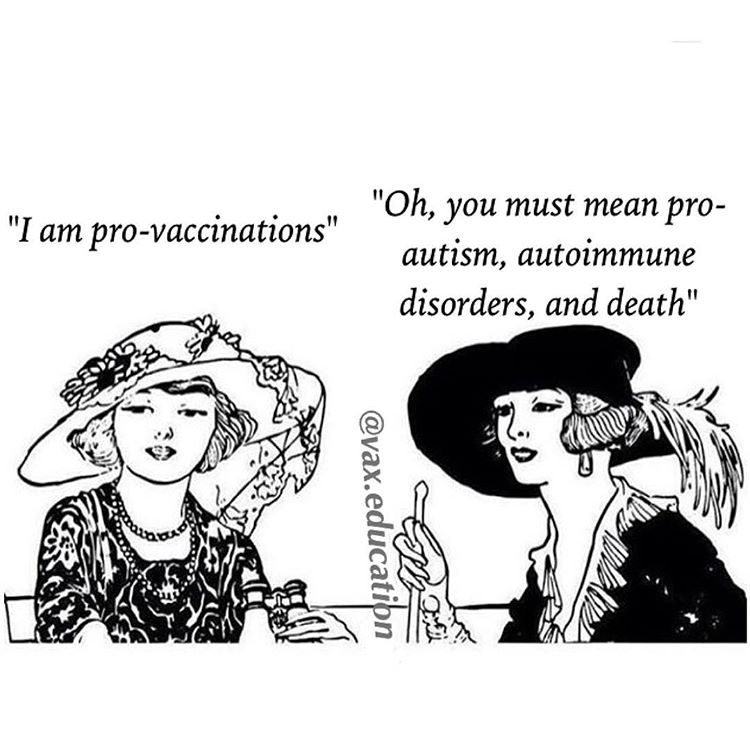 "I am pro-vaccinations"
"Oh, you must mean pro-
autism, autoimmune
disorders, and death"
@vax.education